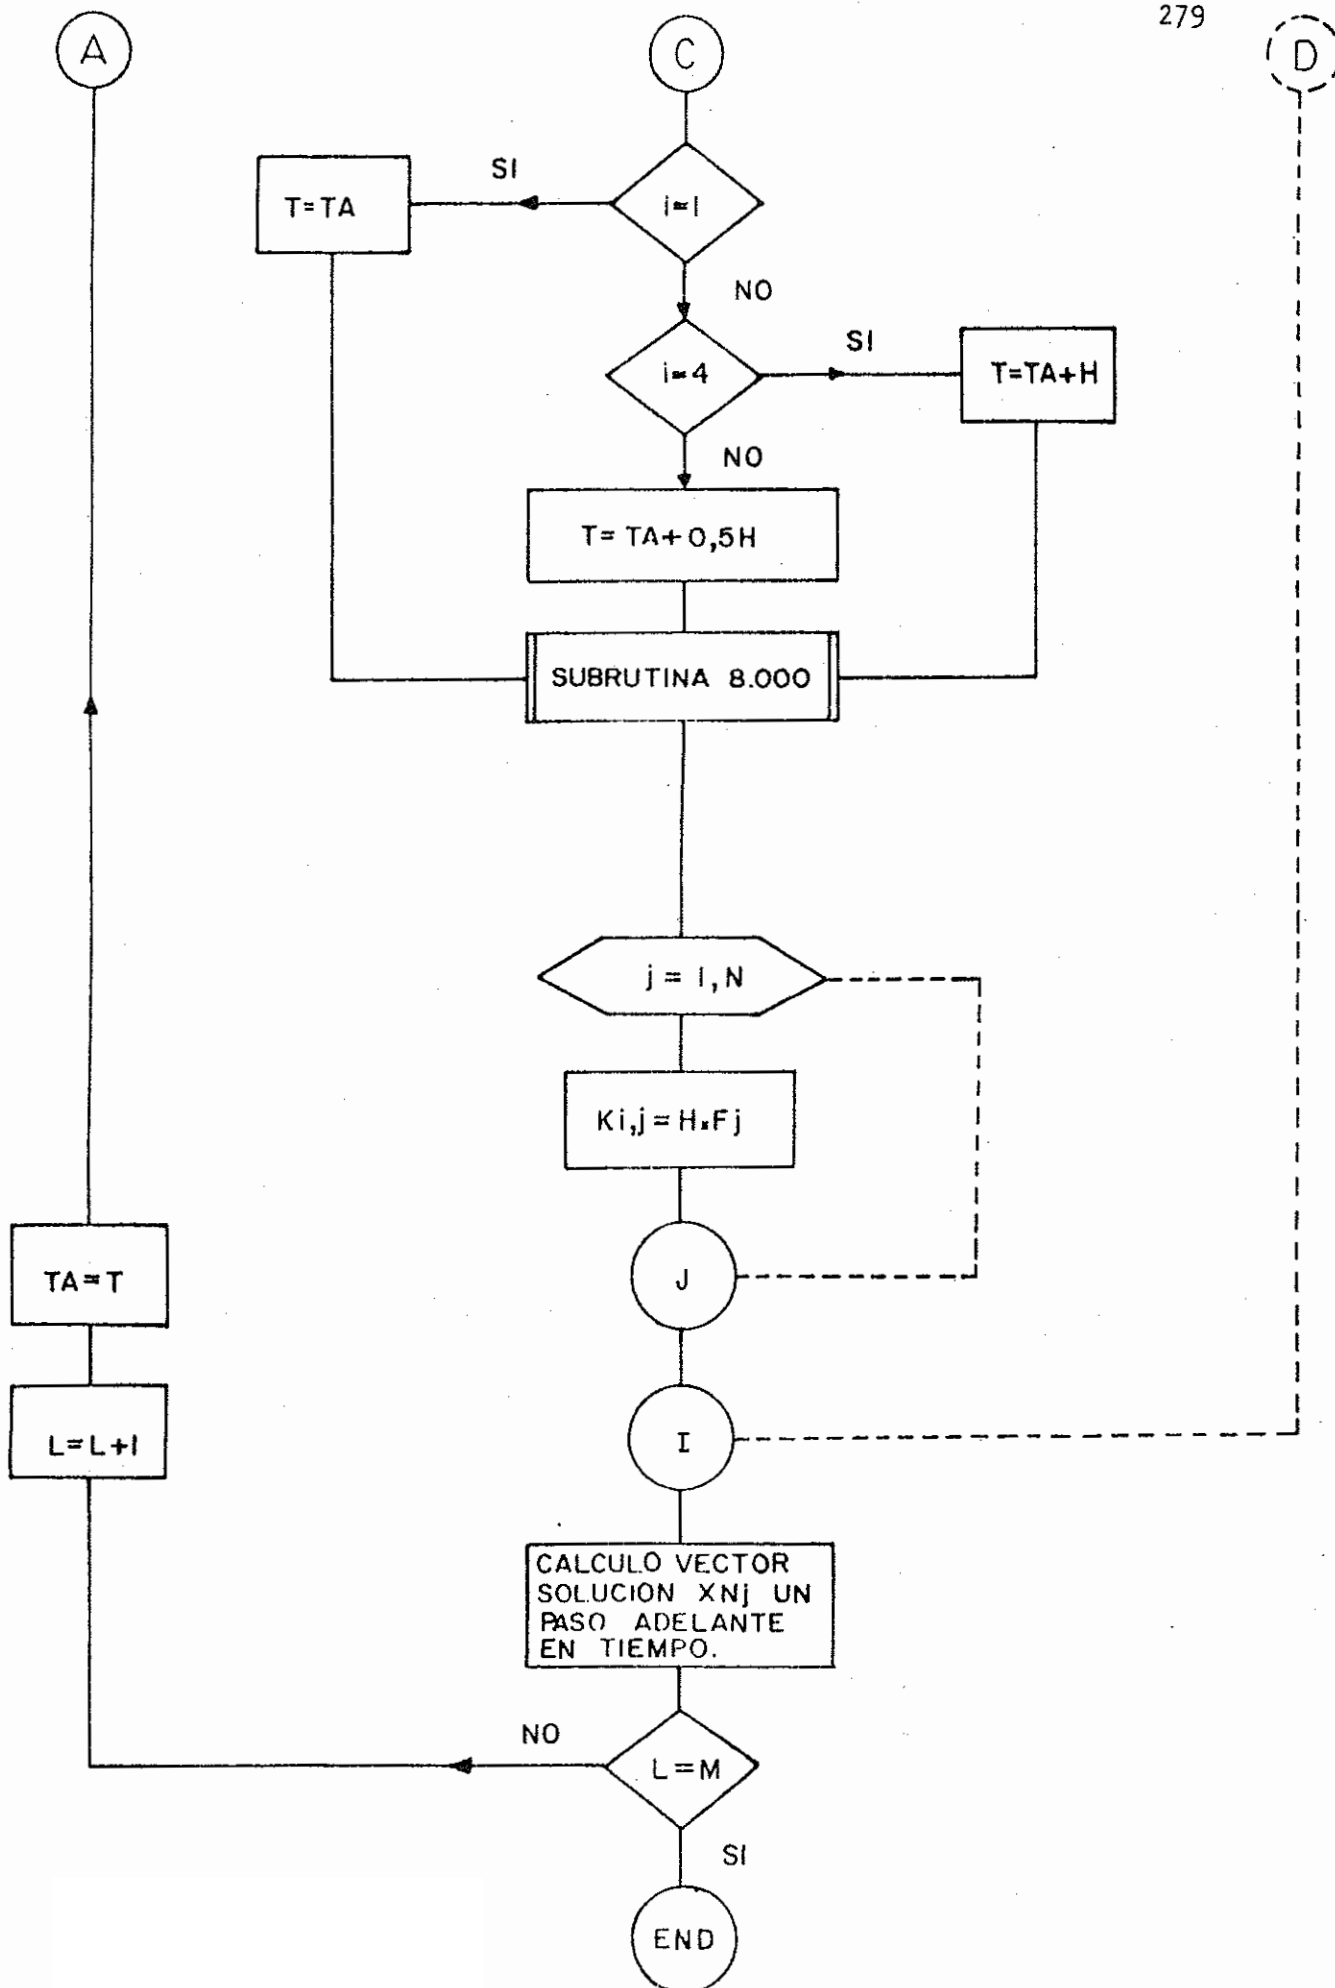 279
A
C
D
SI
T=TA
i=1
NO
SI
i=4
T=TA+H
NO
T= TA+0,5H
SUBRUTINA 8.000
j = 1,N
Ki,j=H*Fj
TA=T
J
L=L+1
I
CALCULO VECTOR
SOLUCION XNj UN
PASO ADELANTE
EN TIEMPO.
NO
L=M
SI
END